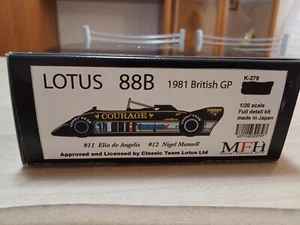 LOTUS 88B 1981 British GP
K-279
1/20 scale
Full detail kit
made in Japan
COURAGE
#11 Elio de Angelis #12 Nigel Mansell
Approved and Licensed by Classic Team Lotus Ltd
MFH